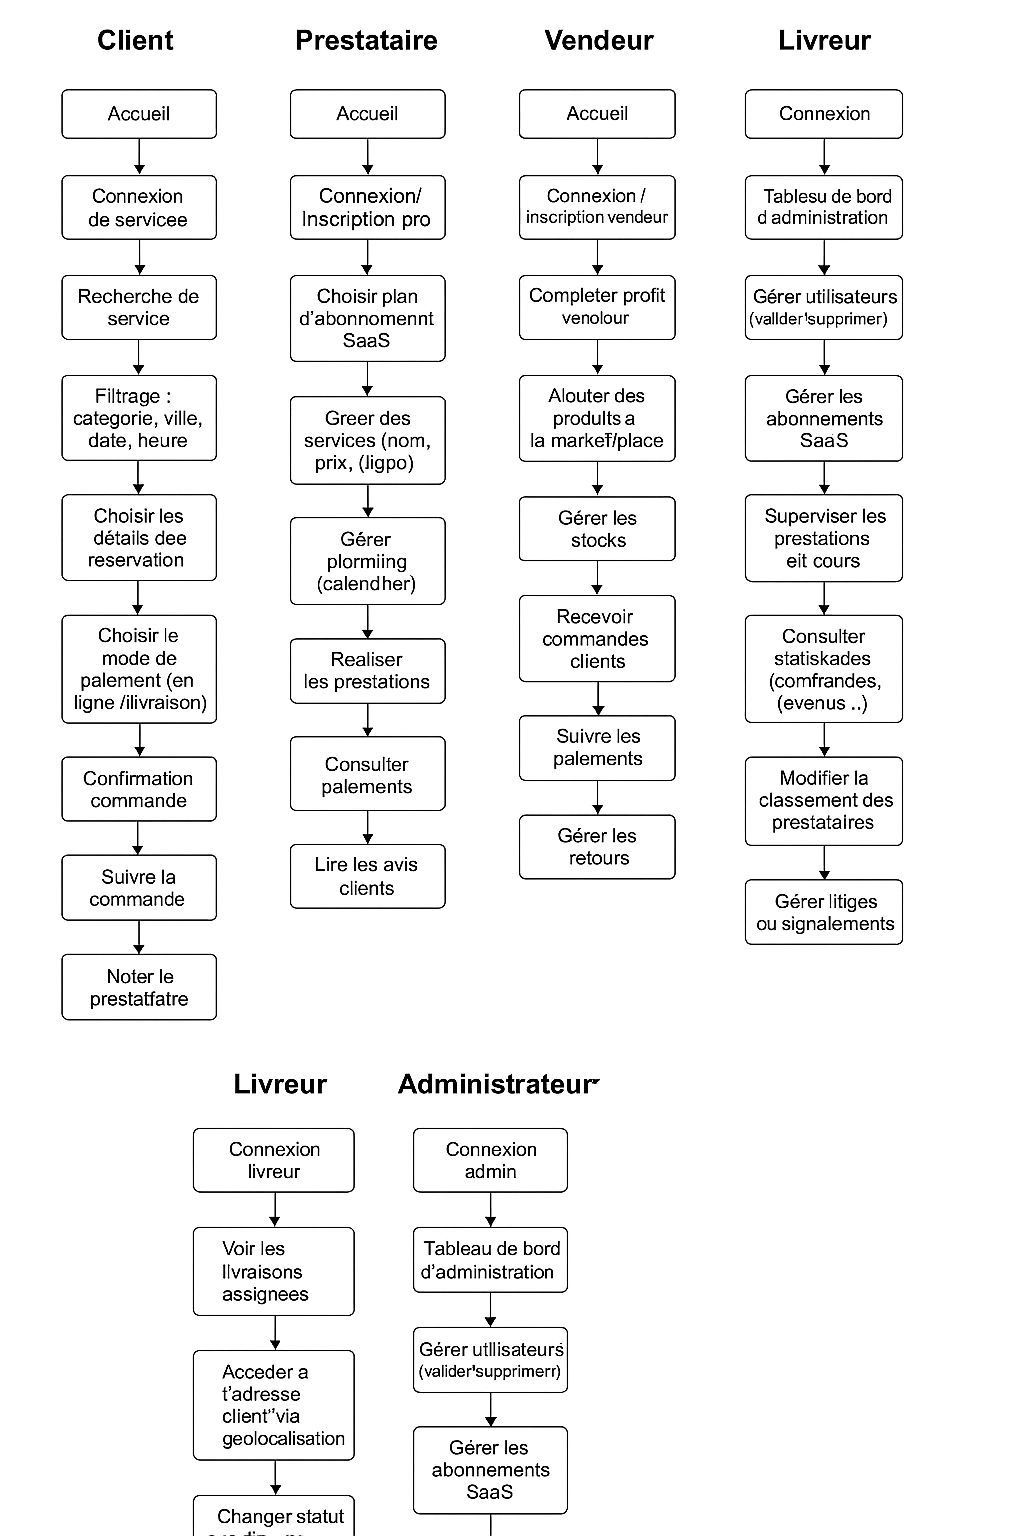 Client
Accueil
Connexion
de servicee
Recherche de
service
Filtrage :
categorie, ville,
date, heure
Choisir les
détails dee
reservation
Choisir le
mode de
palement (en
ligne /ilivraison)
Confirmation
commande
Suivre la
commande
Noter le
prestatfatre
Prestataire
Accueil
Connexion/
Inscription pro
Choisir plan
d'abonnomennt
SaaS
Greer des
services (nom,
prix, (ligpo)
Gérer
plormiing
(calendher)
Realiser
les prestations
Consulter
palements
Lire les avis
clients
Vendeur
Accueil
Connexion /
inscription vendeur
Completer profit
venolour
Alouter des
produl​ts a
la market/place
Gérer les
stocks
Recevoir
commandes
clients
Suivre les
palements
Gérer les
retours
Livreur
Connexion
Tablesu de bord
d administration
Gérer utilisateurs
(vallder'supprimer)
Gérer les
abonnements
SaaS
Superviser les
prestations
eit cours
Consulter
statiskades
(comfrandes,
(evenus ..)
Modifier la
classement des
prestataires
Gérer litiges
ou signalements
Livreur
Connexion
livreur
Voir les
llvraisons
assignees
Acceder a
t'adresse
client" via
geolocalisation
Changer statut
Administrateur
Connexion
admin
Tableau de bord
d'administration
Gérer utllisateurs
(valider'supprimerr)
Gérer les
abonnements
SaaS